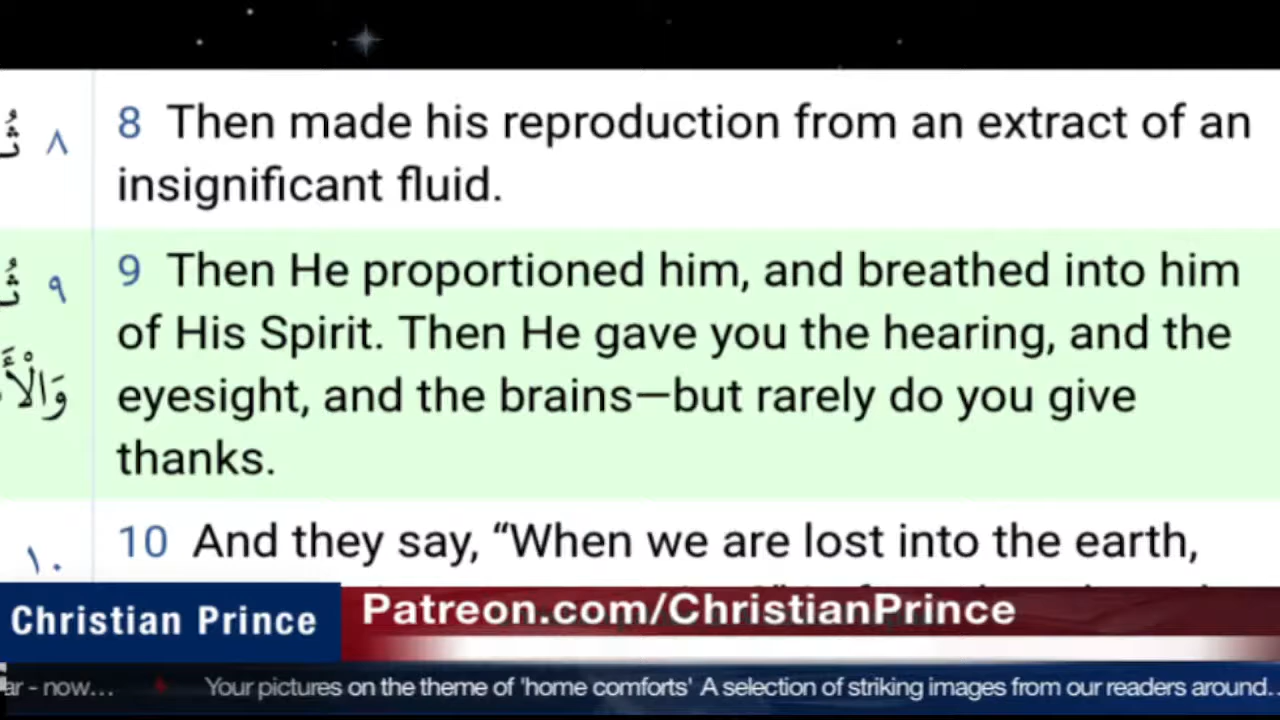 8 Then made his reproduction from an extract of an
insignificant fluid.
٨
9 Then He proportioned him, and breathed into him
of His Spirit. Then He gave you the hearing, and the
eyesight, and the brains—but rarely do you give
thanks.
٩
10 And they say, “When we are lost into the earth,
١٠
Christian Prince
Patreon.com/ChristianPrince
ar - now... Your pictures on the theme of 'home comforts' A selection of striking images from our readers around..